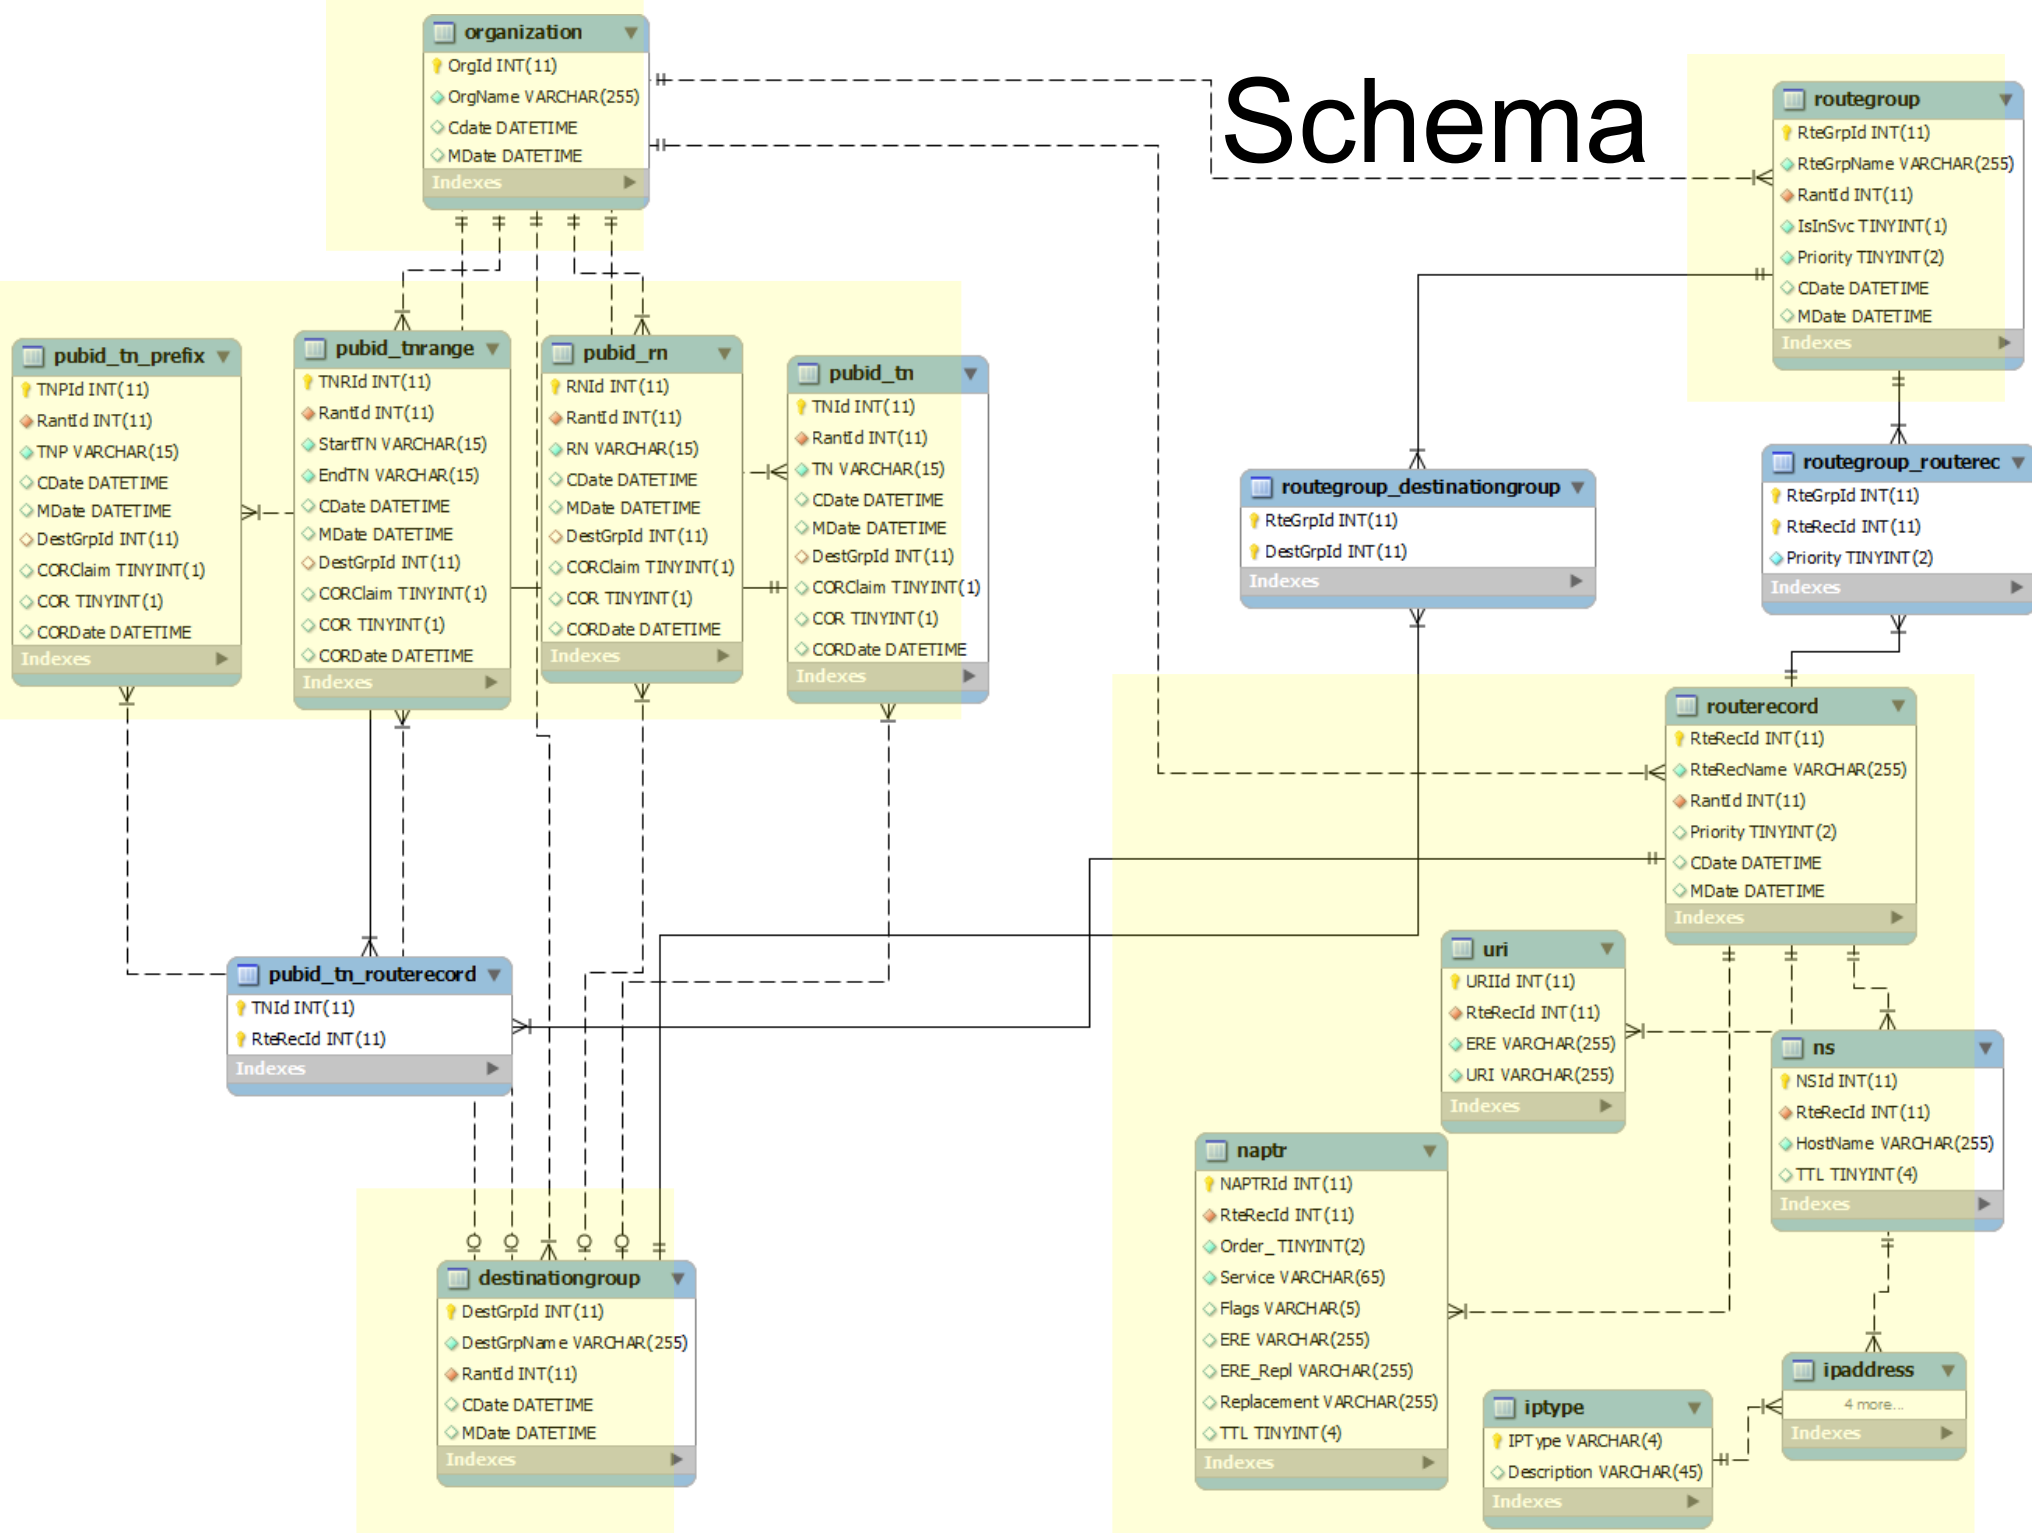 Schema
organization
OrgId INT(11)
OrgName VARCHAR(255)
Cdate DATETIME
MDate DATETIME
Indexes
routegroup
RteGrpId INT(11)
RteGrpName VARCHAR(255)
RantId INT(11)
IsInSvc TINYINT(1)
Priority TINYINT(2)
CDate DATETIME
MDate DATETIME
Indexes
pubid_tn_prefix
TNPId INT(11)
RantId INT(11)
TNP VARCHAR(15)
CDate DATETIME
MDate DATETIME
DestGrpId INT(11)
CORClaim TINYINT(1)
COR TINYINT(1)
CORDate DATETIME
Indexes
pubid_tnrange
TNRId INT(11)
RantId INT(11)
StartTN VARCHAR(15)
EndTN VARCHAR(15)
CDate DATETIME
MDate DATETIME
DestGrpId INT(11)
CORClaim TINYINT(1)
COR TINYINT(1)
CORDate DATETIME
Indexes
pubid_rn
RNId INT(11)
RantId INT(11)
RN VARCHAR(15)
CDate DATETIME
MDate DATETIME
DestGrpId INT(11)
CORClaim TINYINT(1)
COR TINYINT(1)
CORDate DATETIME
Indexes
pubid_tn
TNId INT(11)
RantId INT(11)
TN VARCHAR(15)
CDate DATETIME
MDate DATETIME
DestGrpId INT(11)
CORClaim TINYINT(1)
COR TINYINT(1)
CORDate DATETIME
Indexes
routegroup_destinationgroup
RteGrpId INT(11)
DestGrpId INT(11)
Indexes
routegroup_routerec
RteGrpId INT(11)
RteRecId INT(11)
Priority TINYINT(2)
Indexes
routerecord
RteRecId INT(11)
RteRecName VARCHAR(255)
RantId INT(11)
Priority TINYINT(2)
CDate DATETIME
MDate DATETIME
Indexes
pubid_tn_routerecord
TNId INT(11)
RteRecId INT(11)
Indexes
uri
URIId INT(11)
RteRecId INT(11)
ERE VARCHAR(255)
URI VARCHAR(255)
Indexes
ns
NSId INT(11)
RteRecId INT(11)
HostName VARCHAR(255)
TTL TINYINT(4)
Indexes
naptr
NAPTRId INT(11)
RteRecId INT(11)
Order_ TINYINT(2)
Service VARCHAR(65)
Flags VARCHAR(5)
ERE VARCHAR(255)
ERE_Repl VARCHAR(255)
Replacement VARCHAR(255)
TTL TINYINT(4)
Indexes
destinationgroup
DestGrpId INT(11)
DestGrpName VARCHAR(255)
RantId INT(11)
CDate DATETIME
MDate DATETIME
Indexes
ipaddress
4 more...
Indexes
iptype
IPType VARCHAR(4)
Description VARCHAR(45)
Indexes